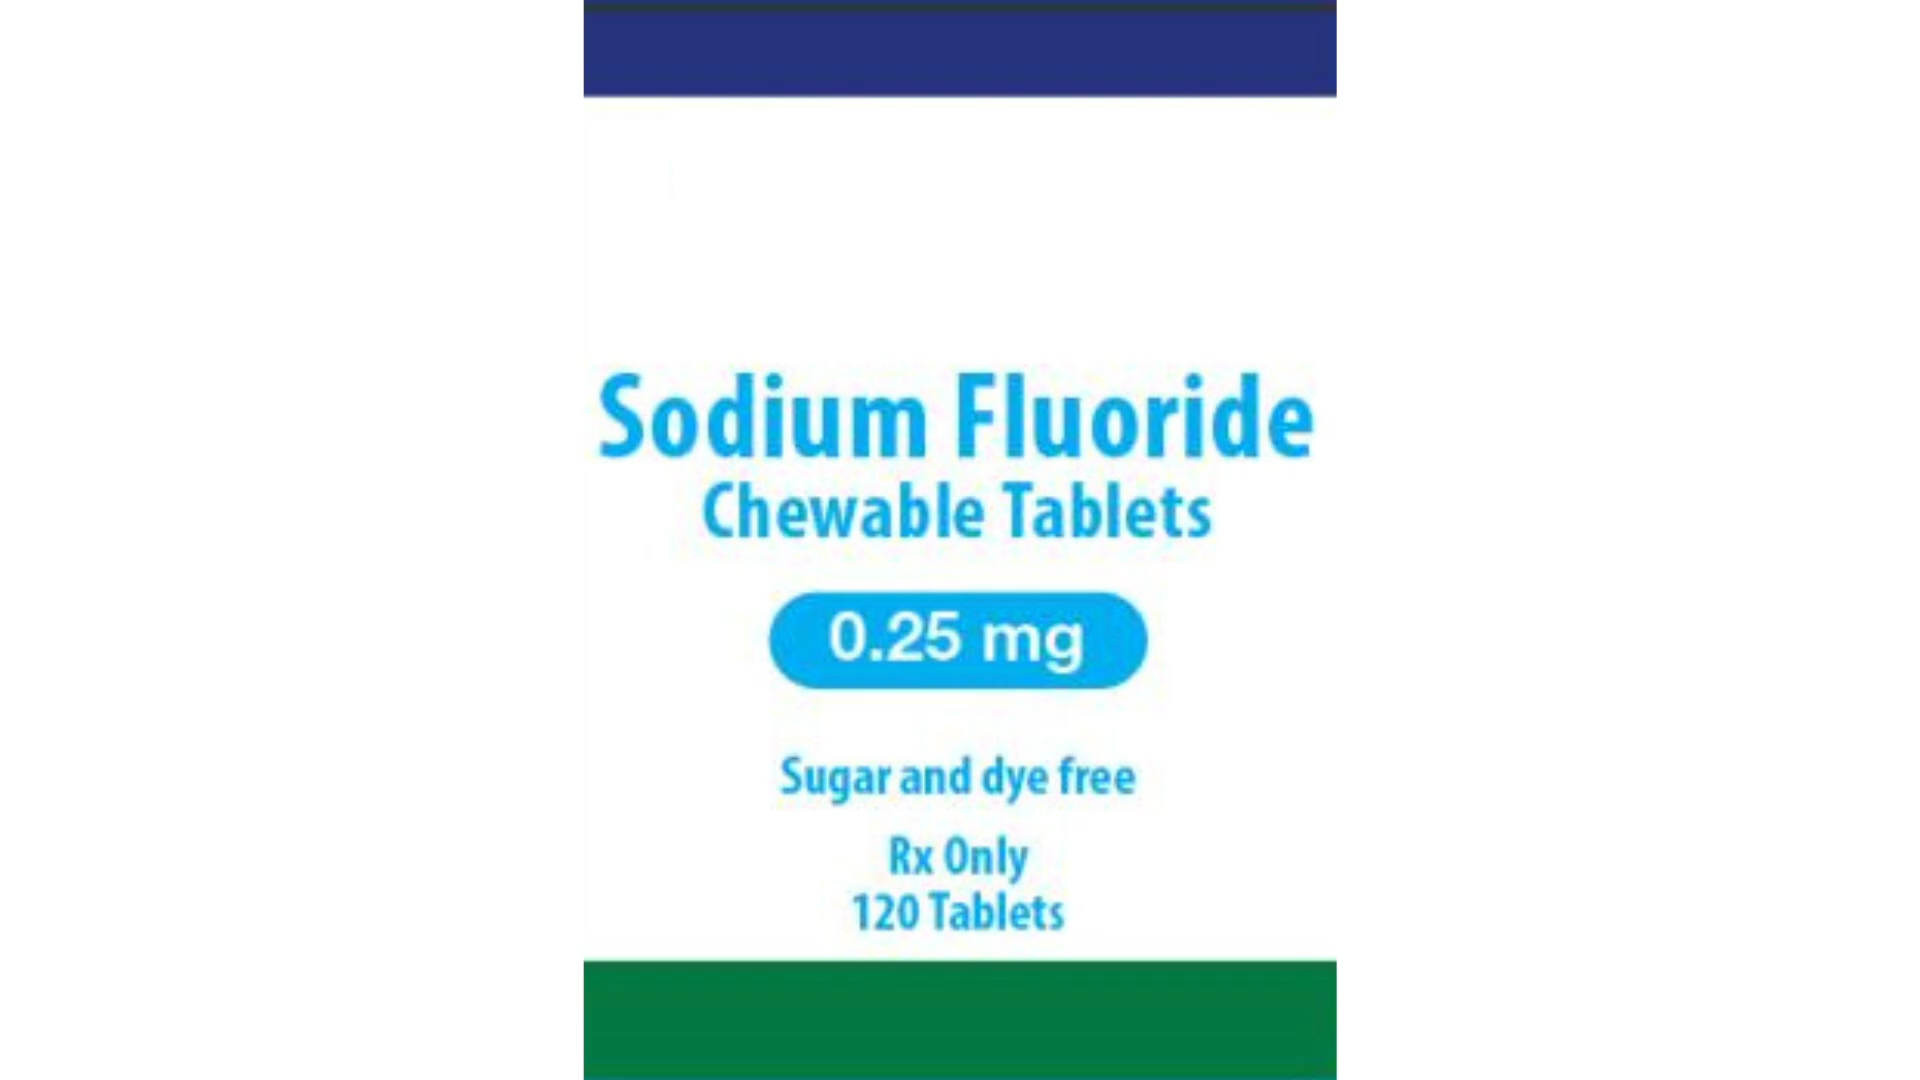 Sodium Fluoride
Chewable Tablets
0.25 mg
Sugar and dye free
Rx Only
120 Tablets